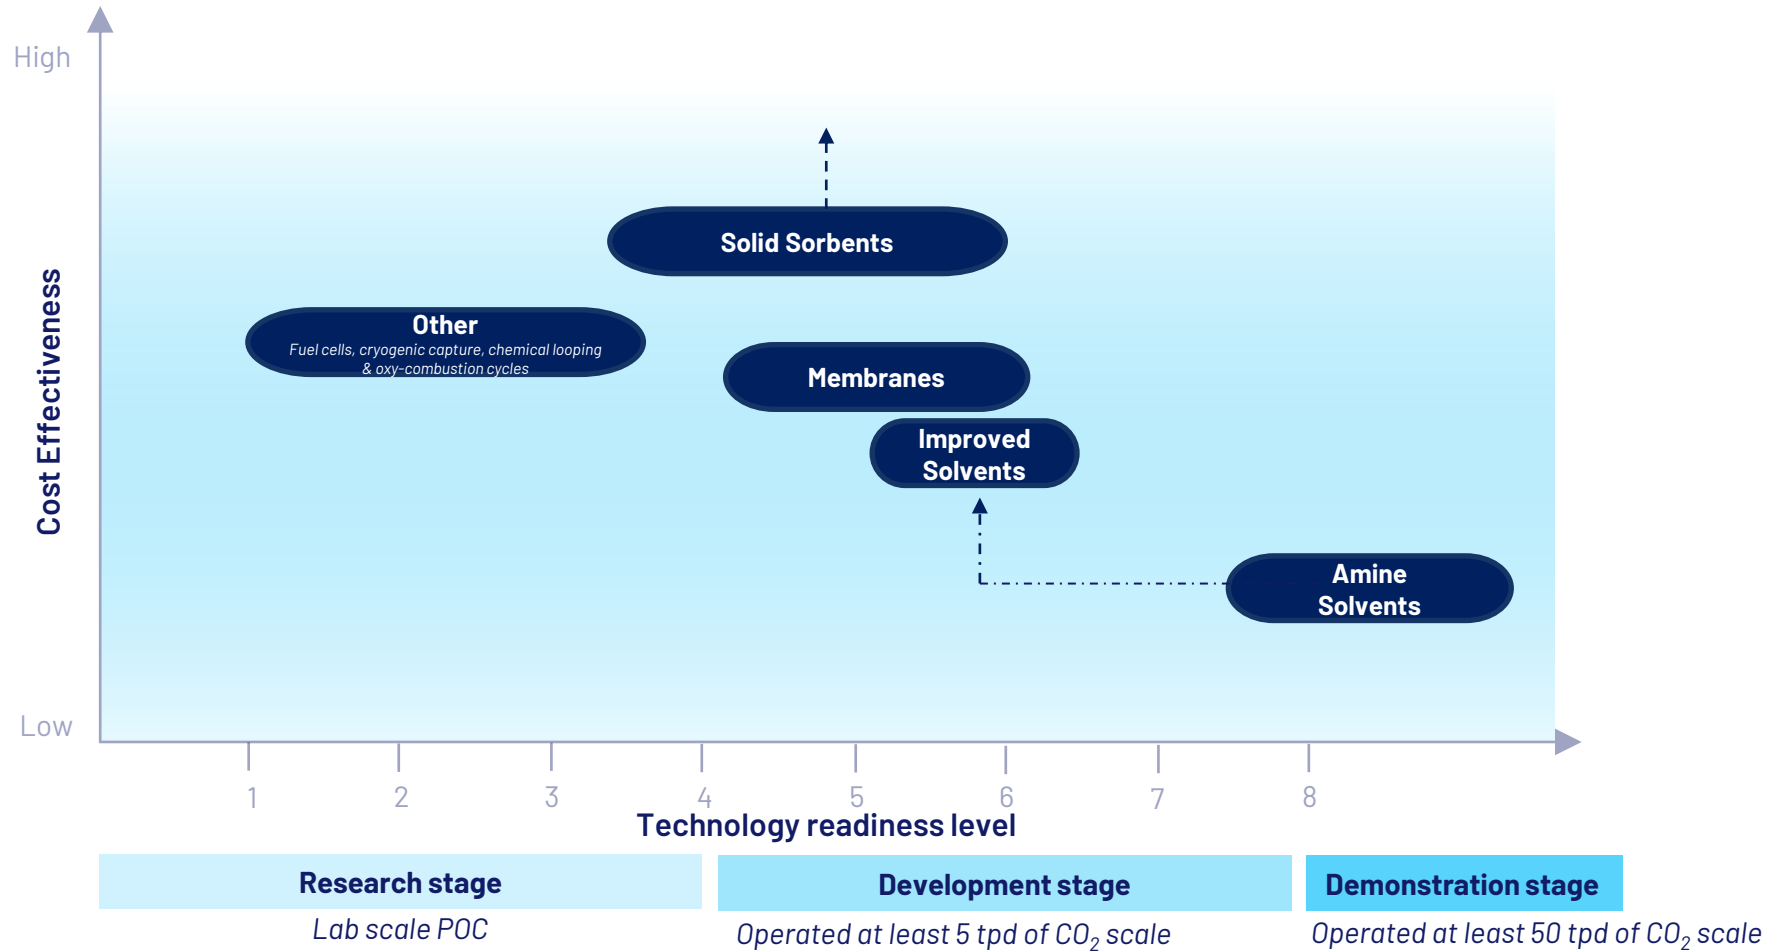 High
Solid Sorbents
Other
Fuel cells, cryogenic capture, chemical looping
& oxy-combustion cycles
Membranes
Improved
Solvents
Amine
Solvents
Cost Effectiveness
Low
1 2 3 4 5 6 7 8
Technology readiness level
Research stage
Development stage
Demonstration stage
Lab scale POC
Operated at least 5 tpd of CO₂ scale
Operated at least 50 tpd of CO₂ scale